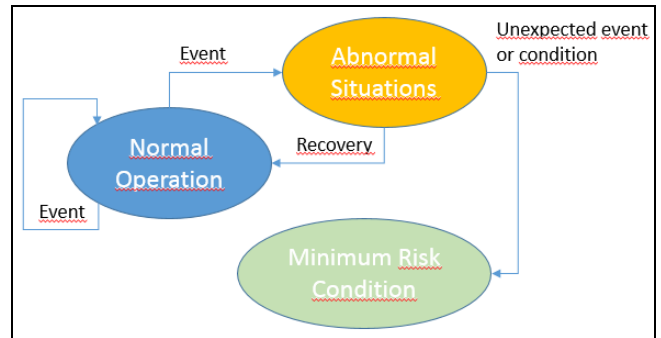 Unexpected event
or condition
Event
Abnormal
Situations
Recovery
Normal
Operation
Event
Minimum Risk
Condition